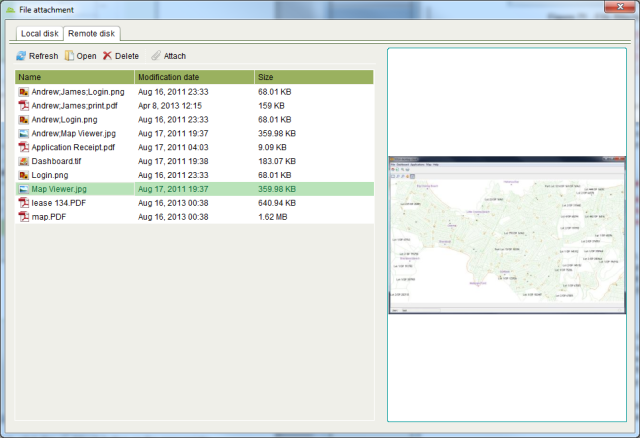 File attachment
Local disk Remote disk
Refresh Open Delete Attach
Name Modification date Size
Andrew;James;Login.png Aug 16, 2011 23:33 68.01 KB
Andrew;James;print.pdf Apr 8, 2013 12:15 159 KB
Andrew;Login.png Aug 16, 2011 23:33 68.01 KB
Andrew;Map Viewer.jpg Aug 17, 2011 19:37 359.98 KB
Application Receipt.pdf Aug 17, 2011 04:03 9.09 KB
Dashboard.tif Aug 17, 2011 19:38 183.07 KB
Login.png Aug 16, 2011 23:33 68.01 KB
Map Viewer.jpg Aug 17, 2011 19:37 359.98 KB
lease 134.PDF Aug 16, 2013 00:38 640.94 KB
map.PDF Aug 16, 2013 00:38 1.62 MB